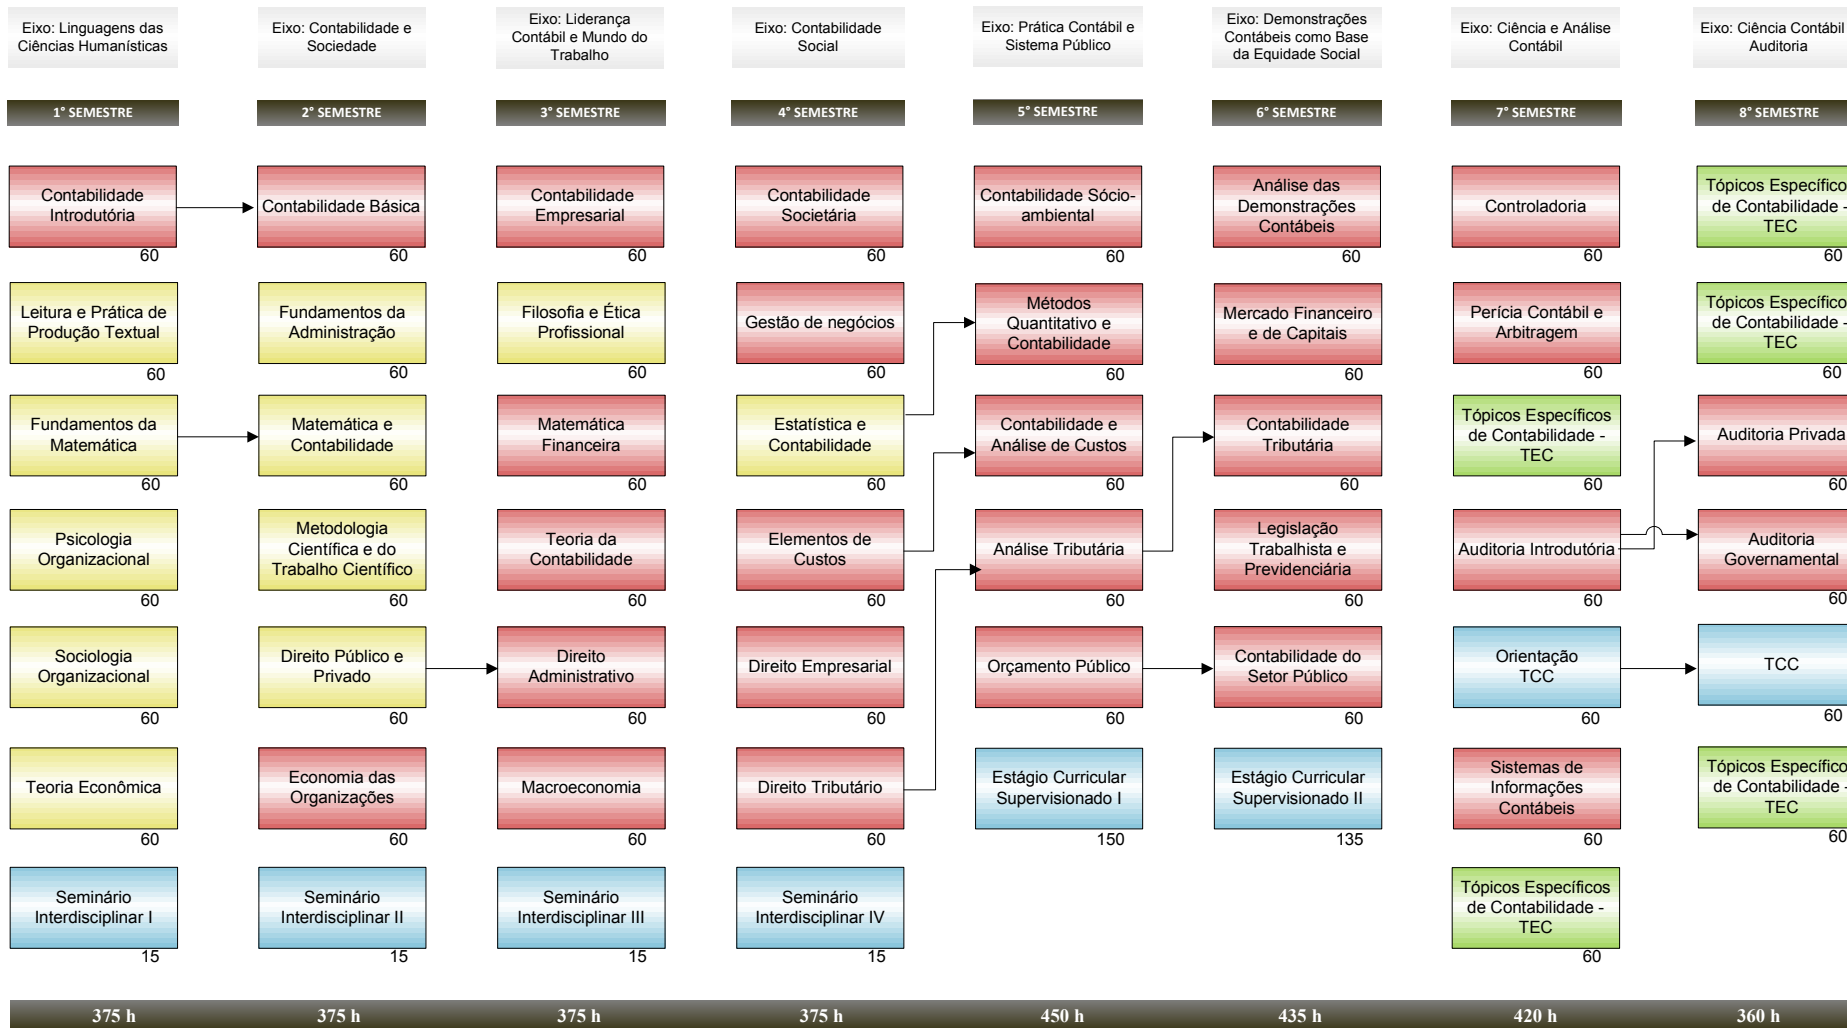 Eixo: Linguagens das
Ciências Humanísticas
Eixo: Contabilidade e
Sociedade
Eixo: Liderança
Contábil e Mundo do
Trabalho
Eixo: Contabilidade
Social
Eixo: Prática Contábil e
Sistema Público
Eixo: Demonstrações
Contábeis como Base
da Equidade Social
Eixo: Ciência e Análise
Contábil
Eixo: Ciência Contábil
Auditoria
1° SEMESTRE
2° SEMESTRE
3° SEMESTRE
4° SEMESTRE
5° SEMESTRE
6° SEMESTRE
7° SEMESTRE
8° SEMESTRE
Contabilidade
Introdutória
60
Contabilidade Básica
60
Contabilidade
Empresarial
60
Contabilidade
Societária
60
Contabilidade Sócio-
ambiental
60
Análise das
Demonstrações
Contábeis
60
Controladoria
60
Tópicos Específico
de Contabilidade -
TEC
60
Leitura e Prática de
Produção Textual
60
Fundamentos da
Administração
60
Filosofia e Ética
Profissional
60
Gestão de negócios
60
Métodos
Quantitativo e
Contabilidade
60
Mercado Financeiro
e de Capitais
60
Perícia Contábil e
Arbitragem
60
Tópicos Específico
de Contabilidade -
TEC
60
Fundamentos da
Matemática
60
Matemática e
Contabilidade
60
Matemática
Financeira
60
Estatística e
Contabilidade
60
Contabilidade e
Análise de Custos
60
Contabilidade
Tributária
60
Tópicos Específicos
de Contabilidade -
TEC
60
Auditoria Privada
60
Psicologia
Organizacional
60
Metodologia
Científica e do
Trabalho Científico
60
Teoria da
Contabilidade
60
Elementos de
Custos
60
Análise Tributária
60
Legislação
Trabalhista e
Previdenciária
60
Auditoria Introdutória
60
Auditoria
Governamental
60
Sociologia
Organizacional
60
Direito Público e
Privado
60
Direito
Administrativo
60
Direito Empresarial
60
Orçamento Público
60
Contabilidade do
Setor Público
60
Orientação
TCC
60
TCC
60
Teoria Econômica
60
Economia das
Organizações
60
Macroeconomia
60
Direito Tributário
60
Estágio Curricular
Supervisionado I
150
Estágio Curricular
Supervisionado II
135
Sistemas de
Informações
Contábeis
60
Tópicos Específico
de Contabilidade -
TEC
60
Seminário
Interdisciplinar I
15
Seminário
Interdisciplinar II
15
Seminário
Interdisciplinar III
15
Seminário
Interdisciplinar IV
15
Tópicos Específicos
de Contabilidade -
TEC
60
375 h
375 h
375 h
375 h
450 h
435 h
420 h
360 h